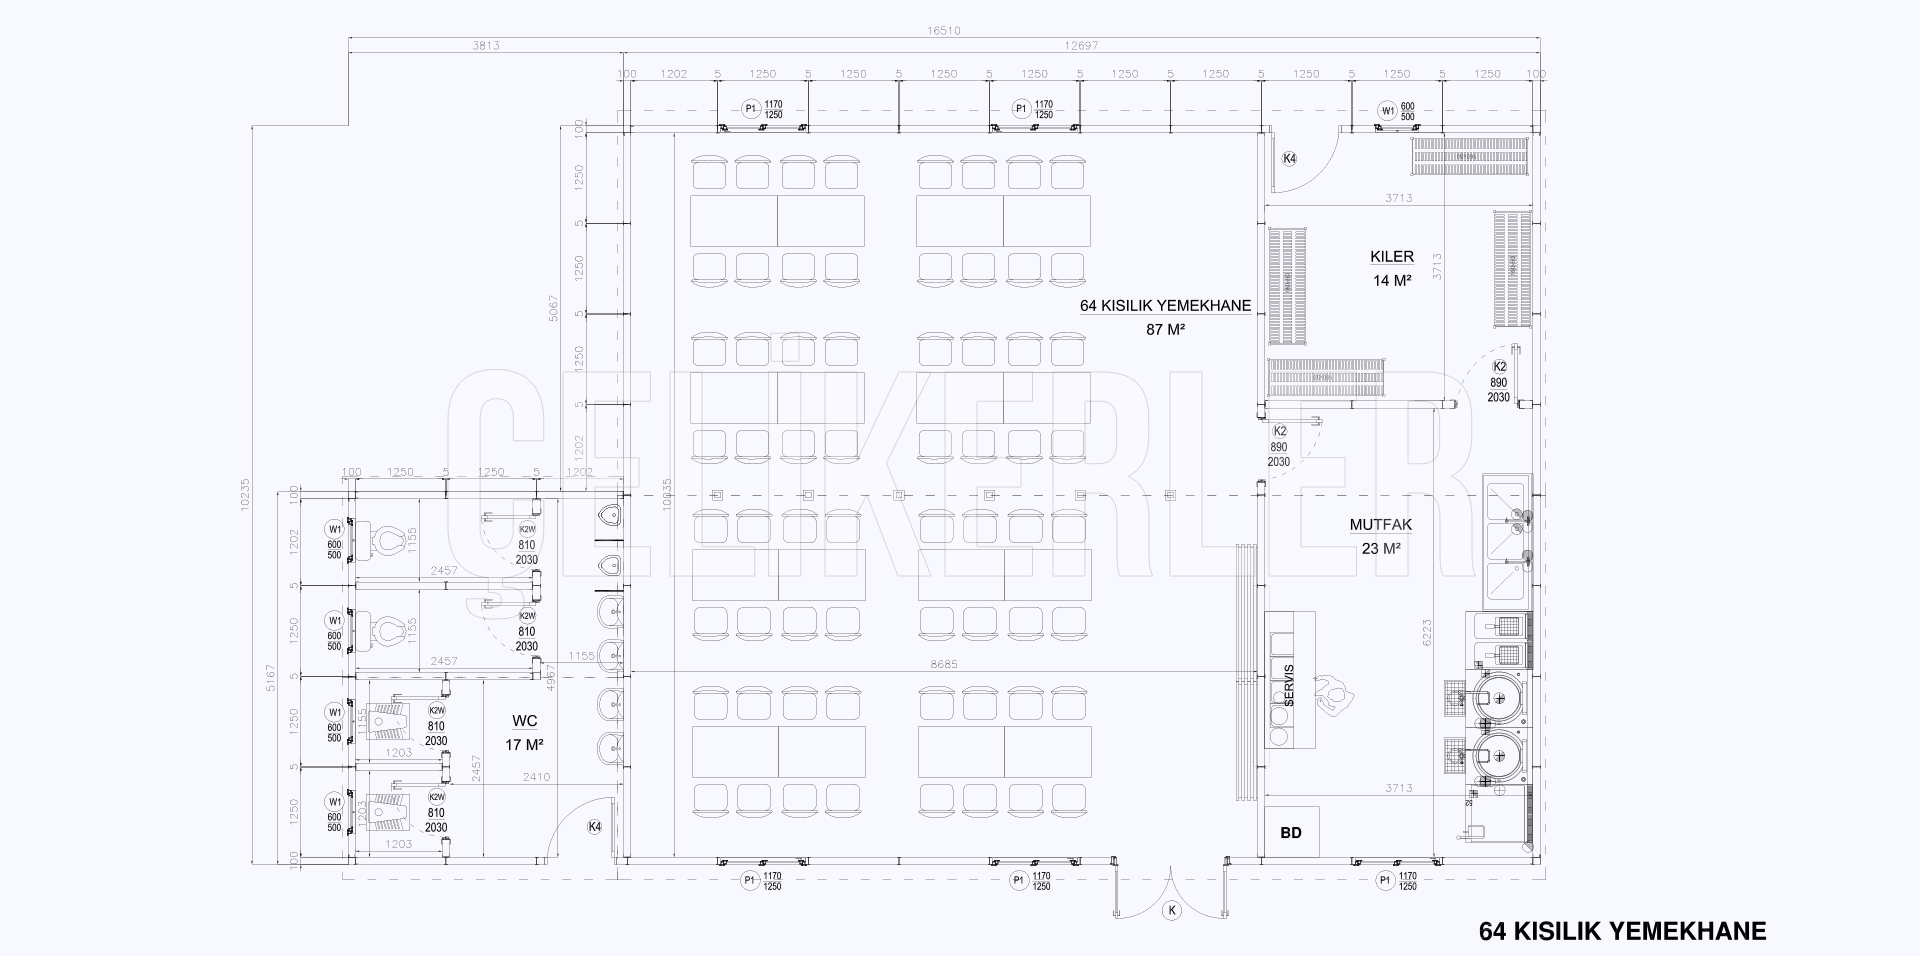 16510
3813
12697
100 1202 5 1250 5 1250 5 1250 5 1250 5 1250 5 1250 5 1250 5 1250 5 1250 100
P1 1170
1250
P1 1170
1250
W1 600
500
K4
100
1250
5
1250
5
1250
5
1202
5067
3713
3713
KILER
14 M²
64 KISILIK YEMEKHANE
87 M²
K2
890
2030
K2
890
2030
ÇELİKERLER
10235
10035
100 1250 5 1250 5 1202
100
1202
5
1250
5
1250
5
1250
100
5167
W1
600
500
1155
2457
K2W
810
2030
W1
600
500
1155
2457
K2W
810
2030
1155
4967
W1
600
500
1155
1203
K2W
810
2030
2457
WC
17 M²
2410
W1
600
500
1203
1203
K2W
810
2030
K4
8685
MUTFAK
23 M²
6223
SERVIS
3713
BD
P1 1170
1250
P1 1170
1250
K
P1 1170
1250
64 KISILIK YEMEKHANE